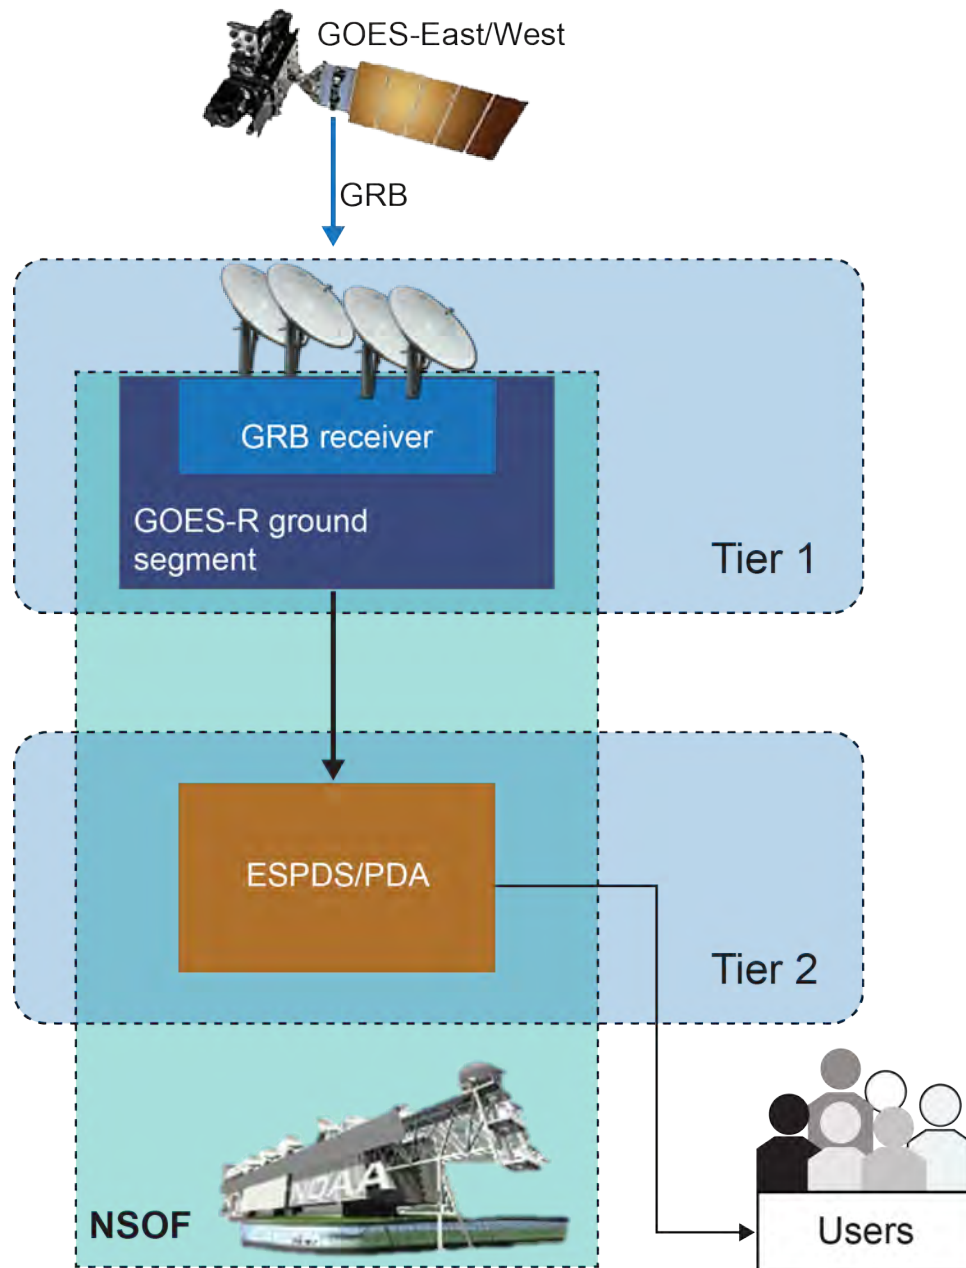 GOES-East/West
GRB
GRB receiver
GOES-R ground
segment
Tier 1
ESPDS/PDA
Tier 2
NOAA
NSOF
Users